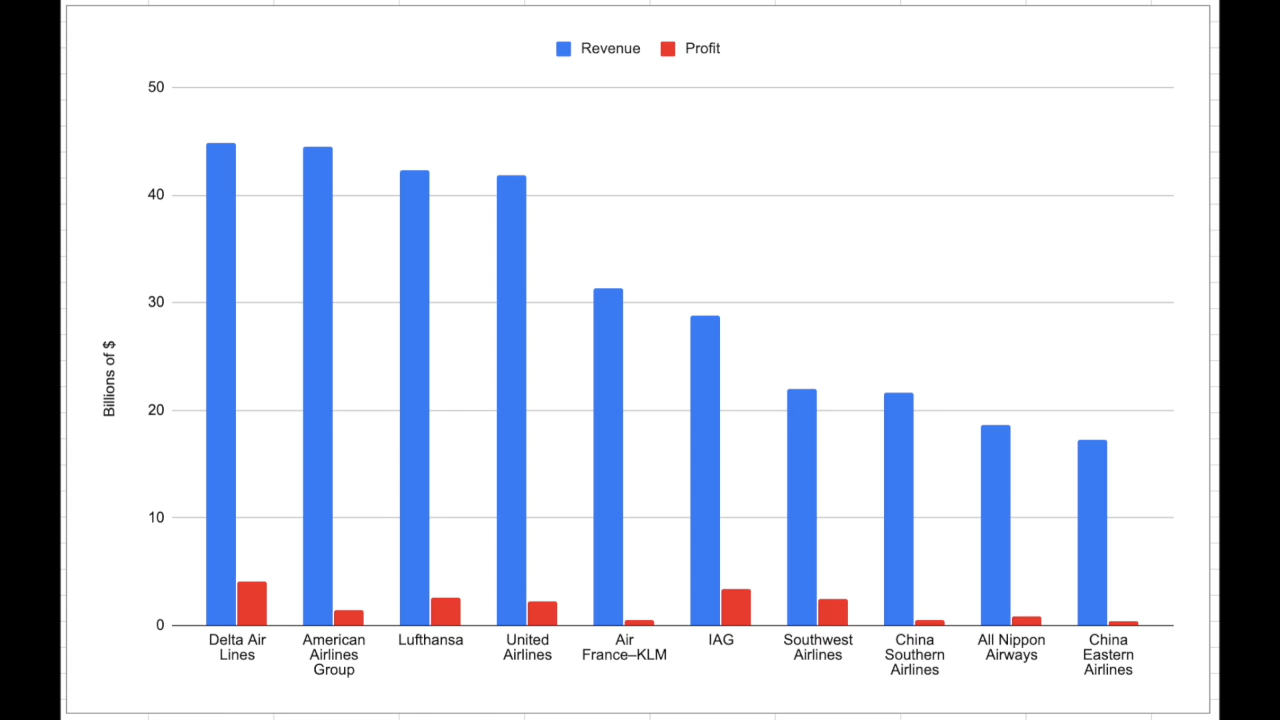 Revenue Profit
50
40
30
20
10
0
Billions of $
Delta Air
Lines
American
Airlines
Group
Lufthansa
United
Airlines
Air
France–KLM
IAG
Southwest
Airlines
China
Southern
Airlines
All Nippon
Airways
China
Eastern
Airlines